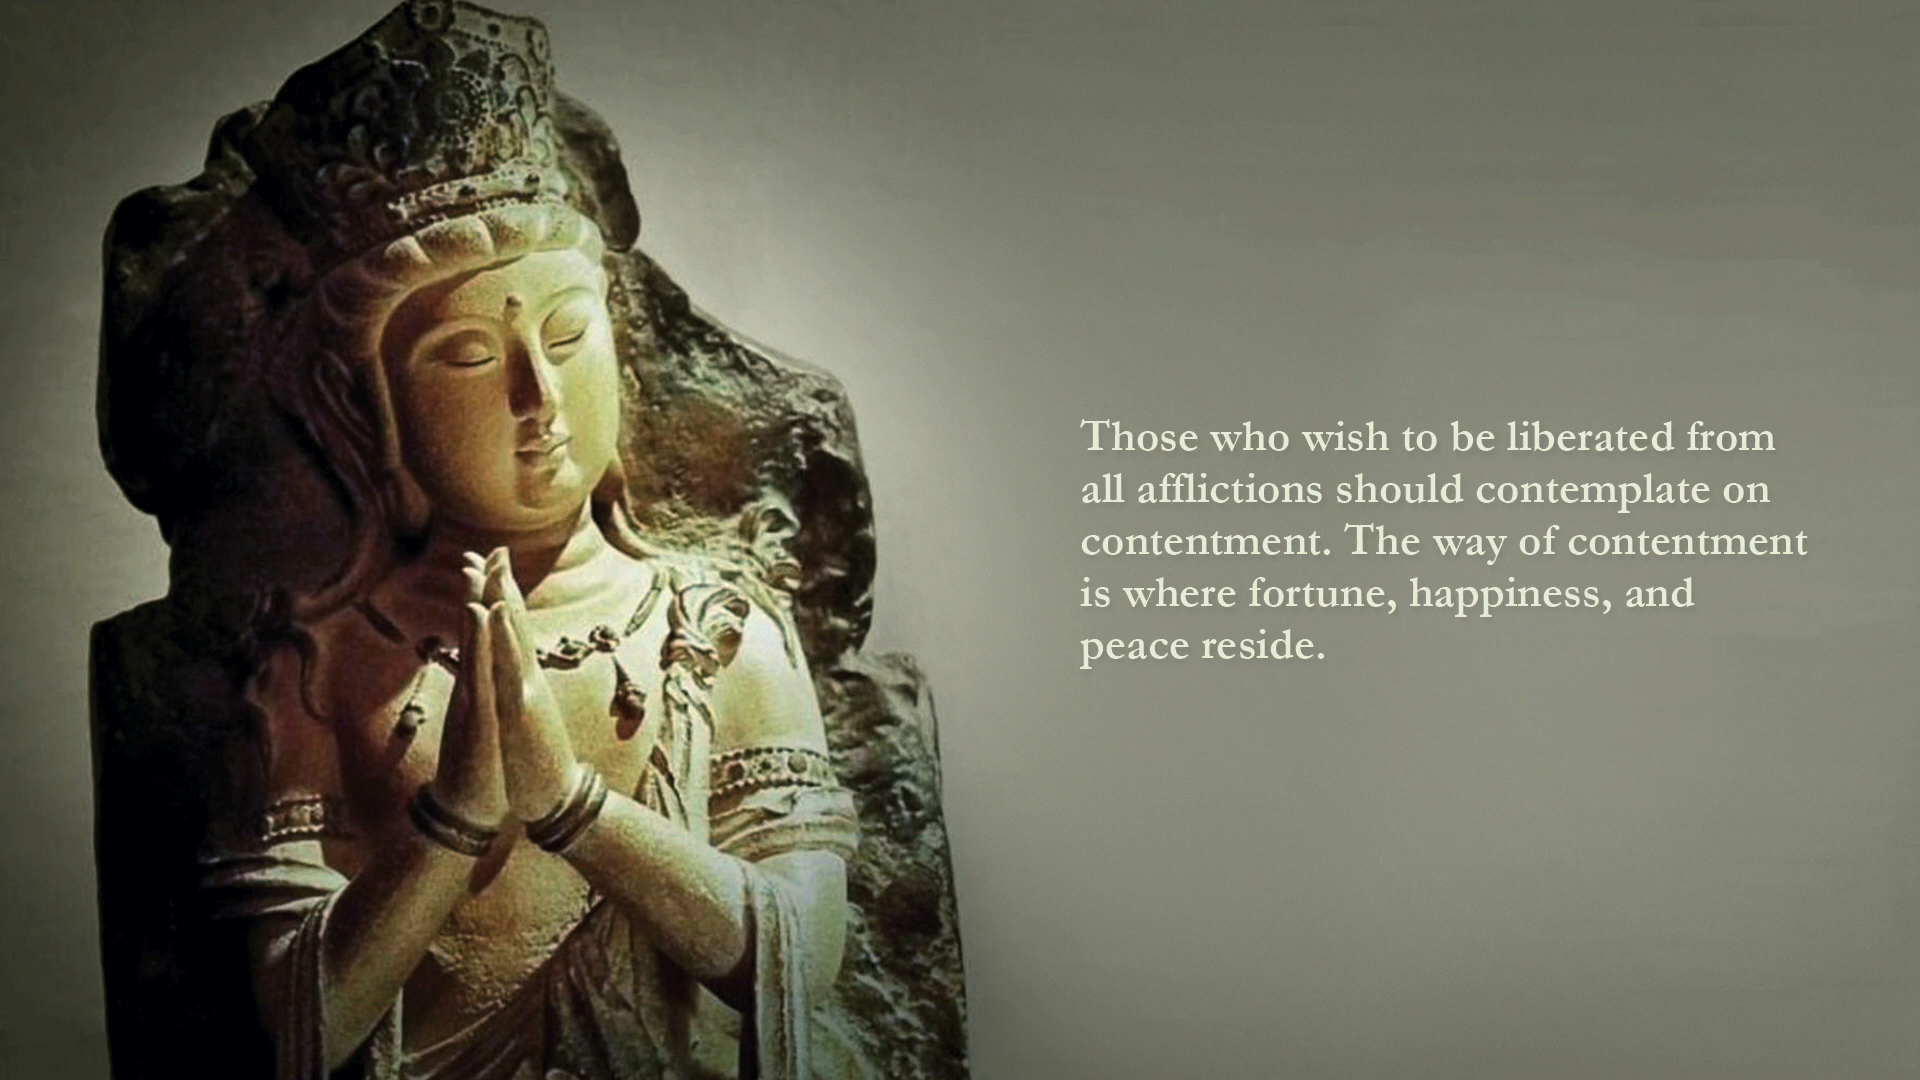 Those who wish to be liberated from
all afflictions should contemplate on
contentment. The way of contentment
is where fortune, happiness, and
peace reside.